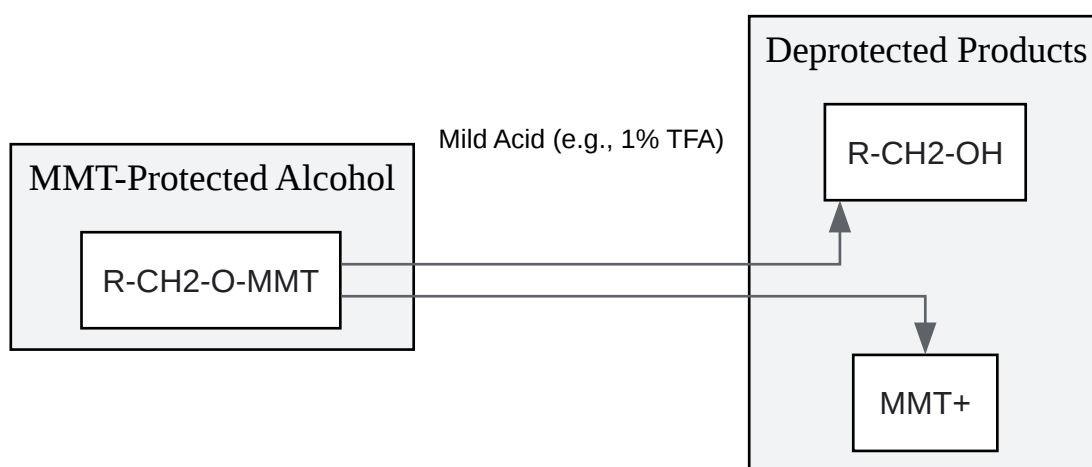 MMT-Protected Alcohol
R-CH2-O-MMT
Mild Acid (e.g., 1% TFA)
Deprotected Products
R-CH2-OH
MMT+